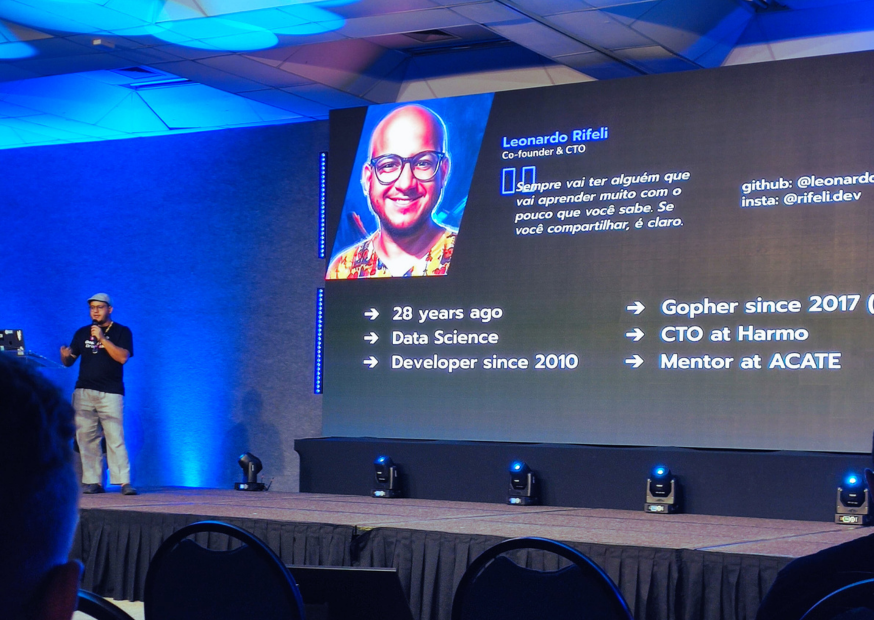 Leonardo Rifeli
Co-founder & CTO
Sempre vai ter alguém que
vai aprender muito com o
pouco que você sabe. Se
você compartilhar, é claro.
github: @leonardo
insta: @rifeli.dev
→ 28 years ago
→ Data Science
→ Developer since 2010
→ Gopher since 2017 (
→ CTO at Harmo
→ Mentor at ACATE